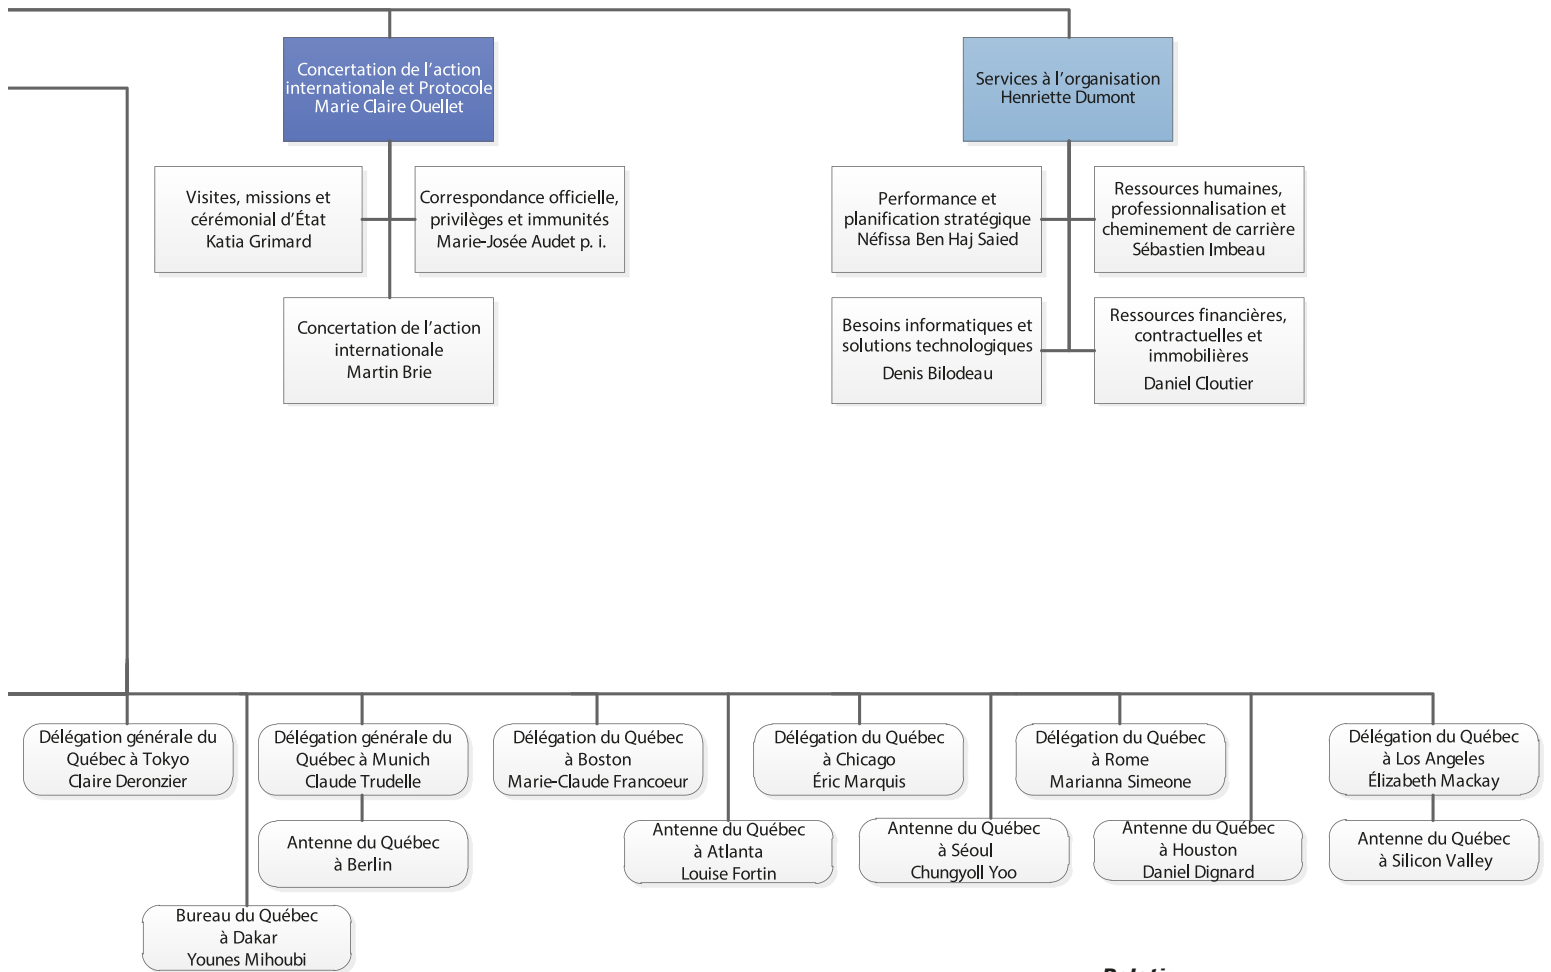 Concertation de l’action
internationale et Protocole
Marie Claire Ouellet
Services à l’organisation
Henriette Dumont
Visites, missions et
cérémonial d’État
Katia Grimard
Correspondance officielle,
privilèges et immunités
Marie-Josée Audet p. i.
Performance et
planification stratégique
Néfissa Ben Haj Saied
Ressources humaines,
professionnalisation et
cheminement de carrière
Sébastien Imbeau
Concertation de l’action
internationale
Martin Brie
Besoins informatiques et
solutions technologiques
Denis Bilodeau
Ressources financières,
contractuelles et
immobilières
Daniel Cloutier
Délégation générale du
Québec à Tokyo
Claire Deronzier
Délégation générale du
Québec à Munich
Claude Trudelle
Délégation du Québec
à Boston
Marie-Claude Francoeur
Délégation du Québec
à Chicago
Éric Marquis
Délégation du Québec
à Rome
Marianna Simeone
Délégation du Québec
à Los Angeles
Élizabeth Mackay
Antenne du Québec
à Berlin
Antenne du Québec
à Atlanta
Louise Fortin
Antenne du Québec
à Séoul
Chungyoll Yoo
Antenne du Québec
à Houston
Daniel Dignard
Antenne du Québec
à Silicon Valley
Bureau du Québec
à Dakar
Younes Mihoubi